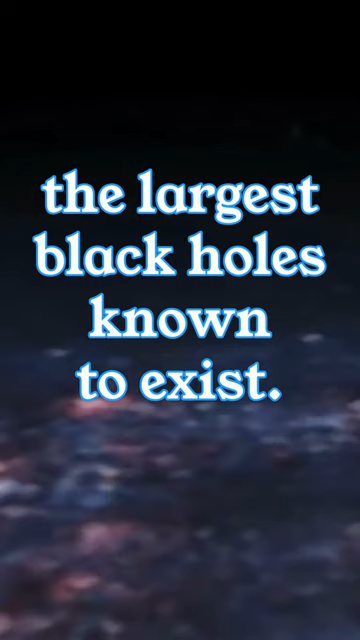 the largest
black holes
known
to exist.